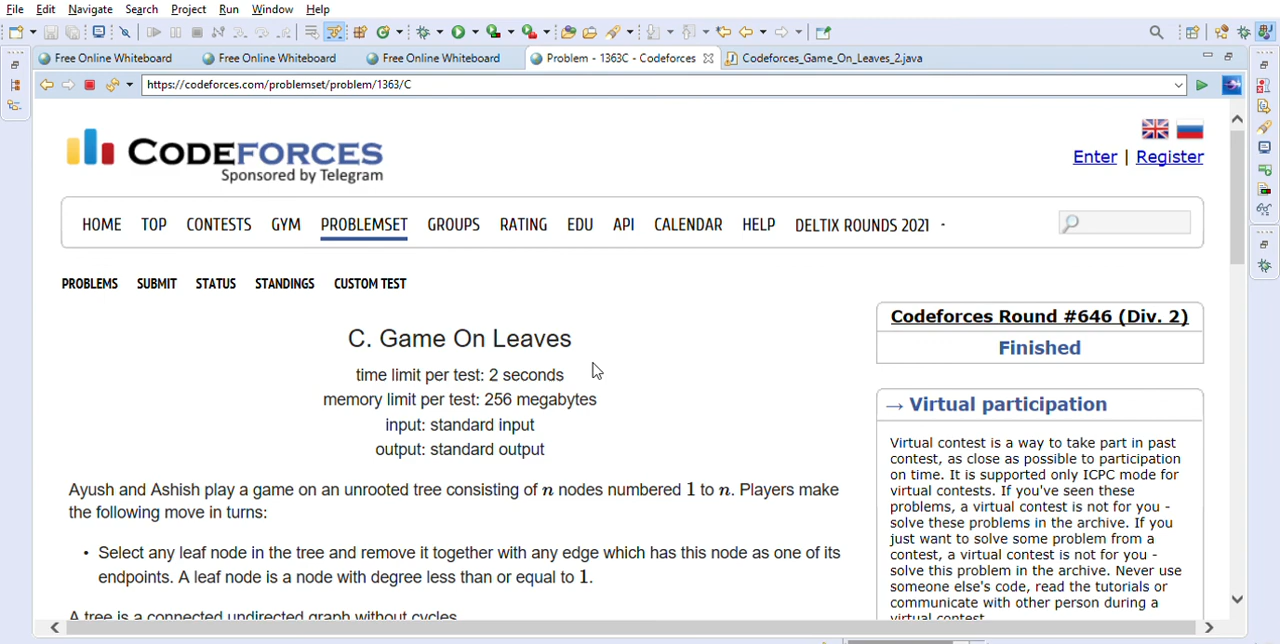 File Edit Navigate Search Project Run Window Help
Free Online Whiteboard Free Online Whiteboard Free Online Whiteboard Problem - 1363C - Codeforces Codeforces_Game_On_Leaves_2.java
https://codeforces.com/problemset/problem/1363/C
CODEFORCES
Sponsored by Telegram
Enter | Register
HOME TOP CONTESTS GYM PROBLEMSET GROUPS RATING EDU API CALENDAR HELP DELTIX ROUNDS 2021
PROBLEMS SUBMIT STATUS STANDINGS CUSTOM TEST
C. Game On Leaves
time limit per test: 2 seconds
memory limit per test: 256 megabytes
input: standard input
output: standard output
Ayush and Ashish play a game on an unrooted tree consisting of n nodes numbered 1 to n. Players make
the following move in turns:
• Select any leaf node in the tree and remove it together with any edge which has this node as one of its
endpoints. A leaf node is a node with degree less than or equal to 1.
A tree is a connected undirected graph without cycles.
Codeforces Round #646 (Div. 2)
Finished
→ Virtual participation
Virtual contest is a way to take part in past
contest, as close as possible to participation
on time. It is supported only ICPC mode for
virtual contests. If you've seen these
problems, a virtual contest is not for you -
solve these problems in the archive. If you
just want to solve some problem from a
contest, a virtual contest is not for you -
solve this problem in the archive. Never use
someone else's code, read the tutorials or
communicate with other person during a
virtual contest.